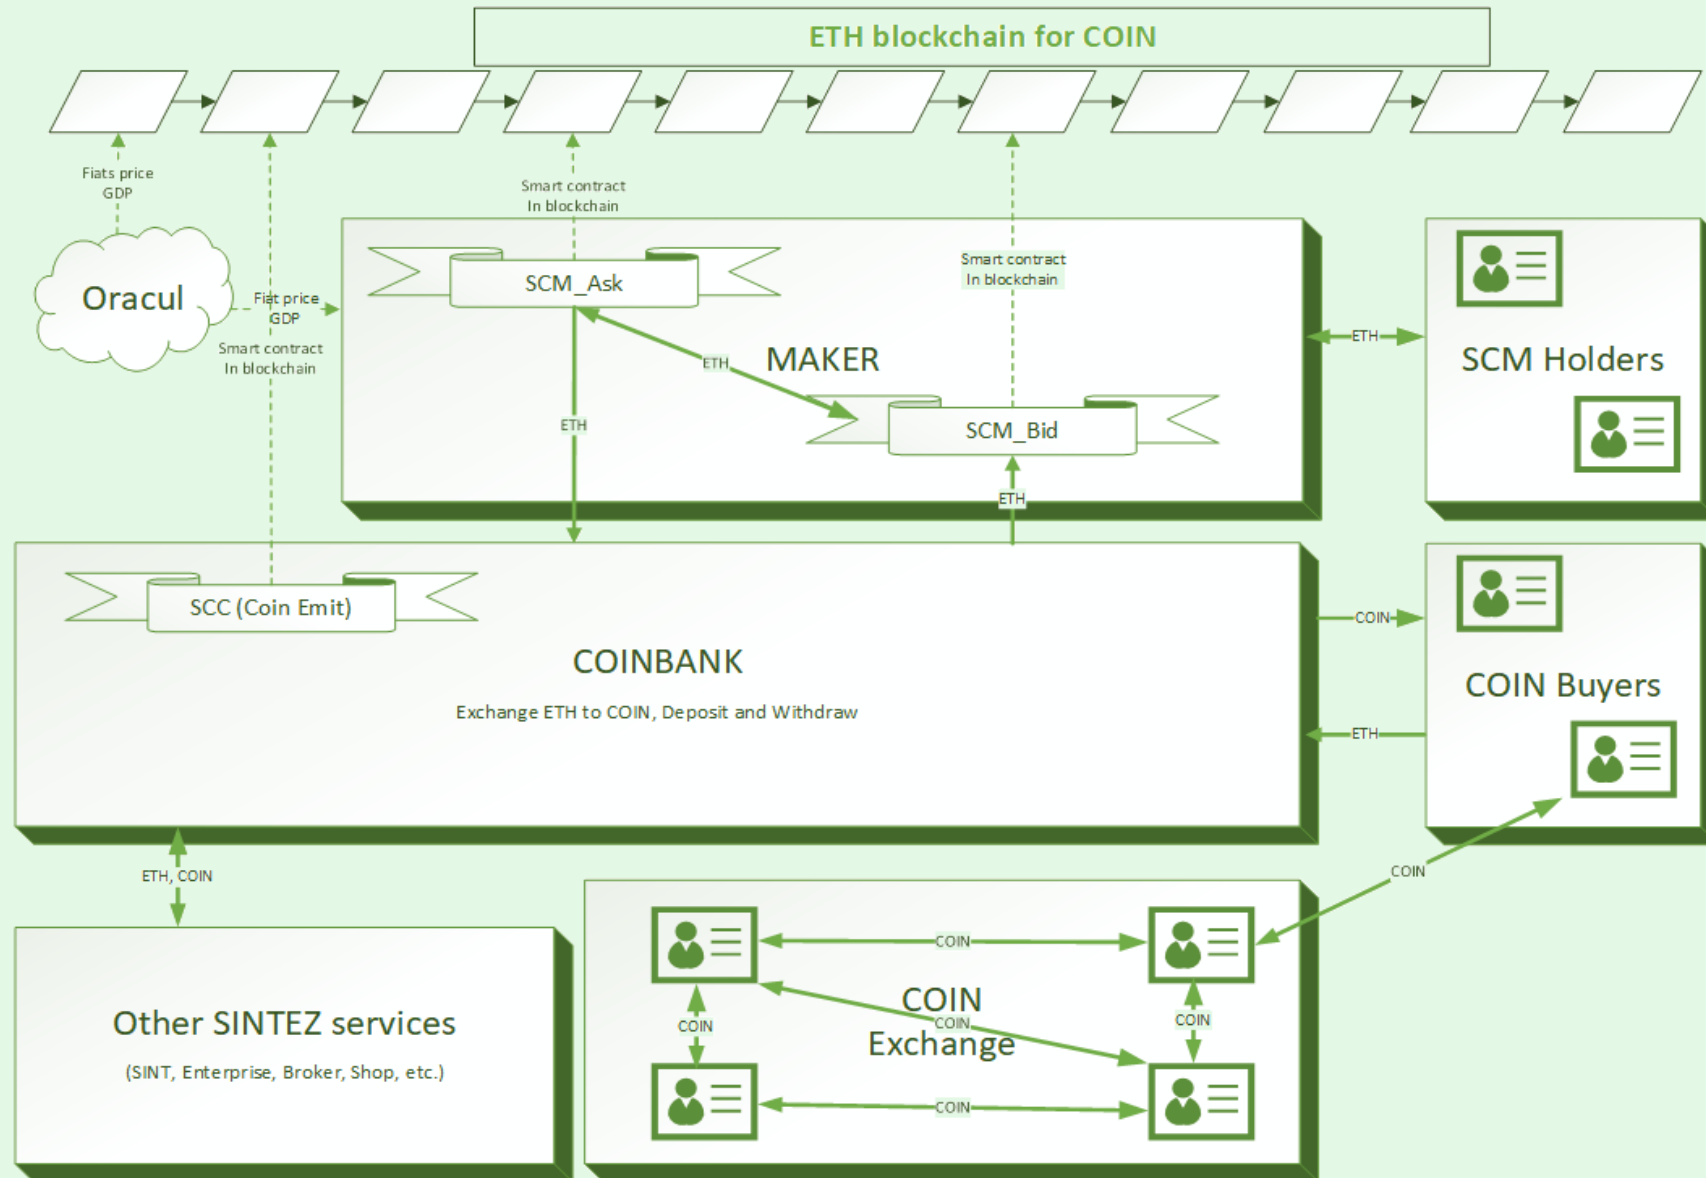 ETH blockchain for COIN
Fiats price
GDP
Smart contract
In blockchain
Smart contract
In blockchain
Oracul
Fiat price
GDP
Smart contract
In blockchain
SCM_Ask
MAKER
ETH
ETH
SCM_Bid
ETH
ETH
SCM Holders
SCC (Coin Emit)
COINBANK
Exchange ETH to COIN, Deposit and Withdraw
COIN
COIN Buyers
ETH
ETH, COIN
COIN
Other SINTEZ services
(SINT, Enterprise, Broker, Shop, etc.)
COIN
COIN
Exchange
COIN
COIN
COIN
COIN